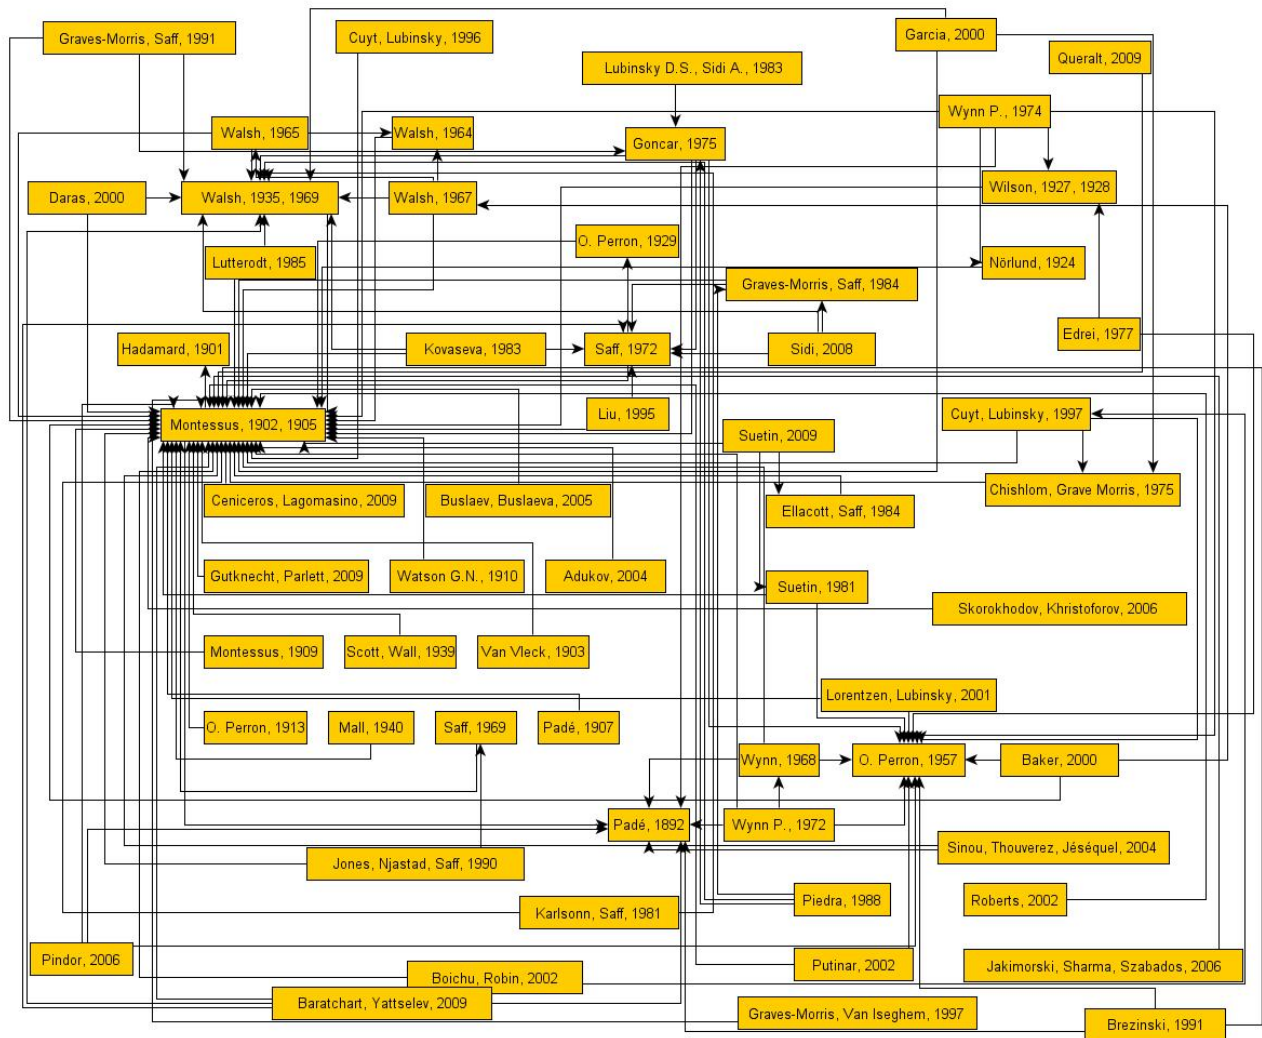 Graves-Morris, Saff, 1991
Cuyt, Lubinsky, 1996
Garcia, 2000
Queralt, 2009
Lubinsky D.S., Sidi A., 1983
Wynn P., 1974
Walsh, 1965
Walsh, 1964
Goncar, 1975
Daras, 2000
Walsh, 1935, 1969
Walsh, 1967
Wilson, 1927, 1928
O. Perron, 1929
Lutterodt, 1985
Nörlund, 1924
Graves-Morris, Saff, 1984
Edrei, 1977
Hadamard, 1901
Kovaseva, 1983
Saff, 1972
Sidi, 2008
Montessus, 1902, 1905
Liu, 1995
Cuyt, Lubinsky, 1997
Suetin, 2009
Ceniceros, Lagomasino, 2009
Buslaev, Buslaeva, 2005
Chishlom, Grave Morris, 1975
Ellacott, Saff, 1984
Gutknecht, Parlett, 2009
Watson G.N., 1910
Adukov, 2004
Suetin, 1981
Skorokhodov, Khristoforov, 2006
Montessus, 1909
Scott, Wall, 1939
Van Vleck, 1903
Lorentzen, Lubinsky, 2001
O. Perron, 1913
Mall, 1940
Saff, 1969
Padé, 1907
Wynn, 1968
O. Perron, 1957
Baker, 2000
Padé, 1892
Wynn P., 1972
Sinou, Thouverez, Jéséquel, 2004
Jones, Njastad, Saff, 1990
Piedra, 1988
Roberts, 2002
Karlsonn, Saff, 1981
Pindor, 2006
Putinar, 2002
Jakimorski, Sharma, Szabados, 2006
Boichu, Robin, 2002
Baratchart, Yattselev, 2009
Graves-Morris, Van Iseghem, 1997
Brezinski, 1991